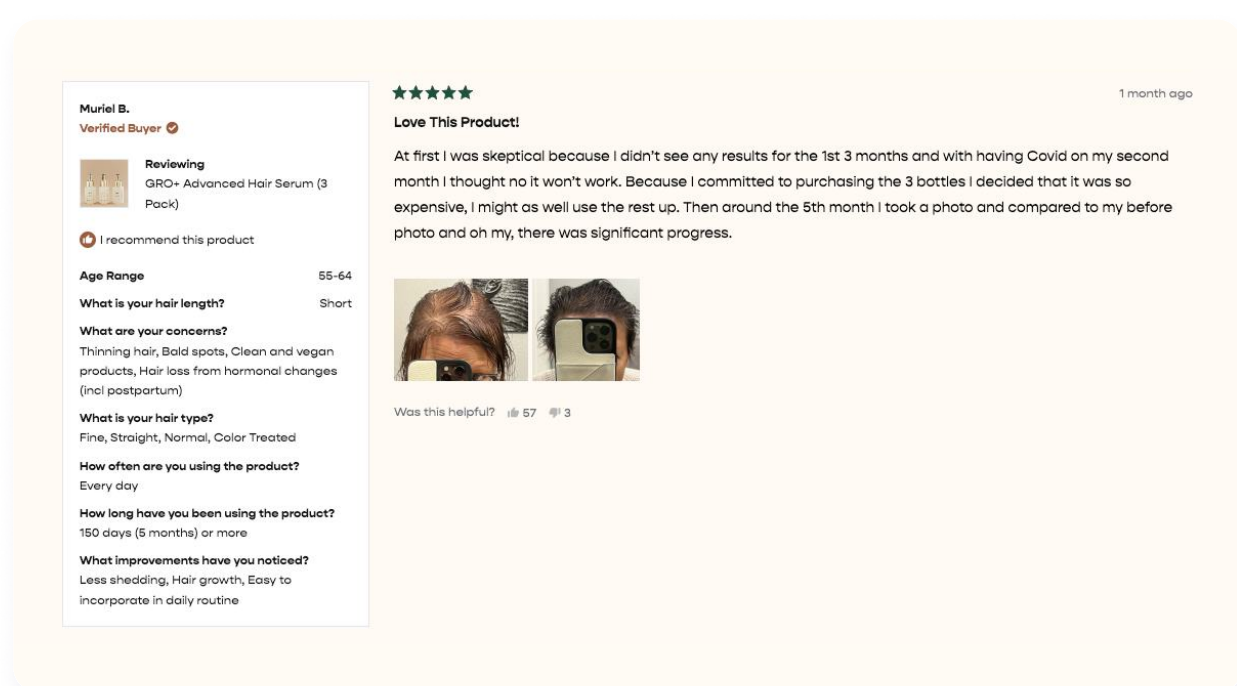 Muriel B.
Verified Buyer
Reviewing
GRO+ Advanced Hair Serum (3
Pack)
I recommend this product
Age Range 55-64
What is your hair length? Short
What are your concerns?
Thinning hair, Bald spots, Clean and vegan
products, Hair loss from hormonal changes
(incl postpartum)
What is your hair type?
Fine, Straight, Normal, Color Treated
How often are you using the product?
Every day
How long have you been using the product?
150 days (5 months) or more
What improvements have you noticed?
Less shedding, Hair growth, Easy to
incorporate in daily routine
1 month ago
Love This Product!
At first I was skeptical because I didn’t see any results for the 1st 3 months and with having Covid on my second
month I thought no it won’t work. Because I committed to purchasing the 3 bottles I decided that it was so
expensive, I might as well use the rest up. Then around the 5th month I took a photo and compared to my before
photo and oh my, there was significant progress.
Was this helpful? 57 3